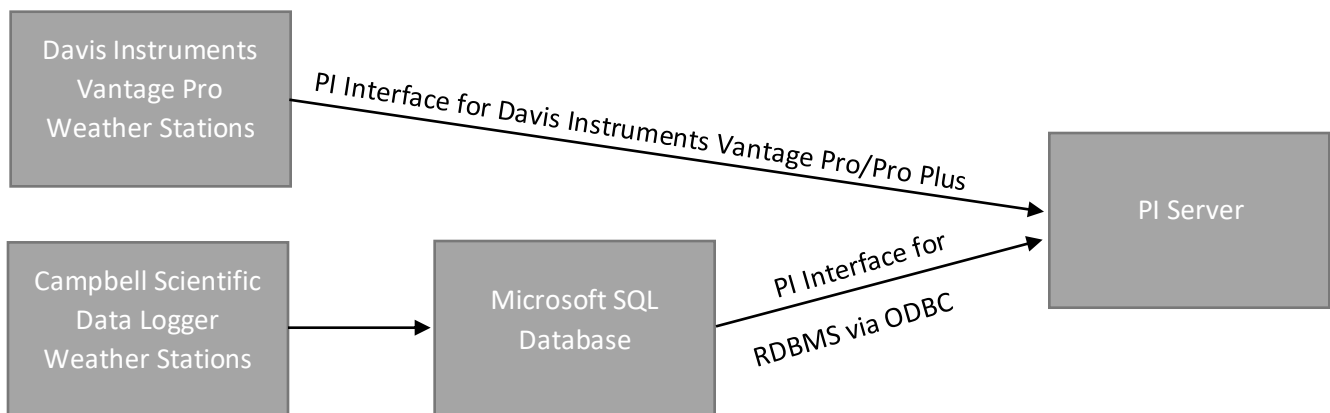 Davis Instruments
Vantage Pro
Weather Stations
PI Interface for Davis Instruments Vantage Pro/Pro Plus
PI Server
Campbell Scientific
Data Logger
Weather Stations
Microsoft SQL
Database
PI Interface for
RDBMS via ODBC